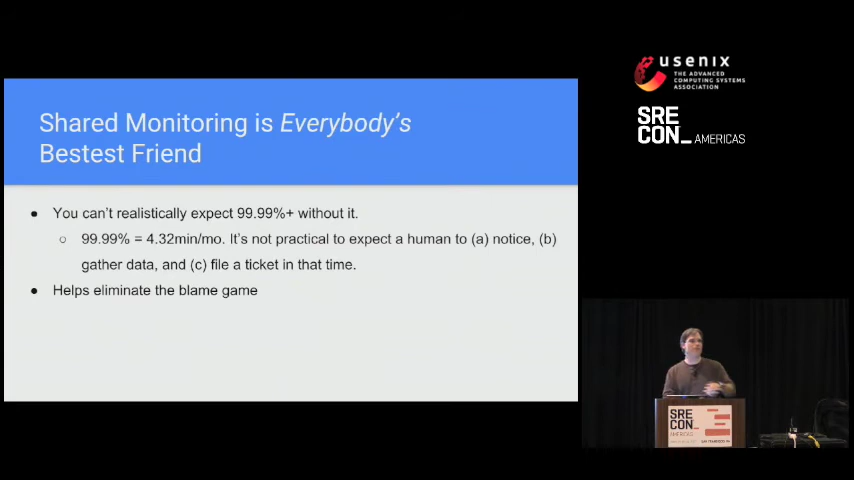 Shared Monitoring is Everybody's
Bestest Friend
● You can't realistically expect 99.99%+ without it.
○ 99.99% = 4.32min/mo. It's not practical to expect a human to (a) notice, (b)
gather data, and (c) file a ticket in that time.
● Helps eliminate the blame game
usenix
THE ADVANCED
COMPUTING SYSTEMS
ASSOCIATION
SRE
CON_ AMERICAS
SRE
CON_
AMERICAS